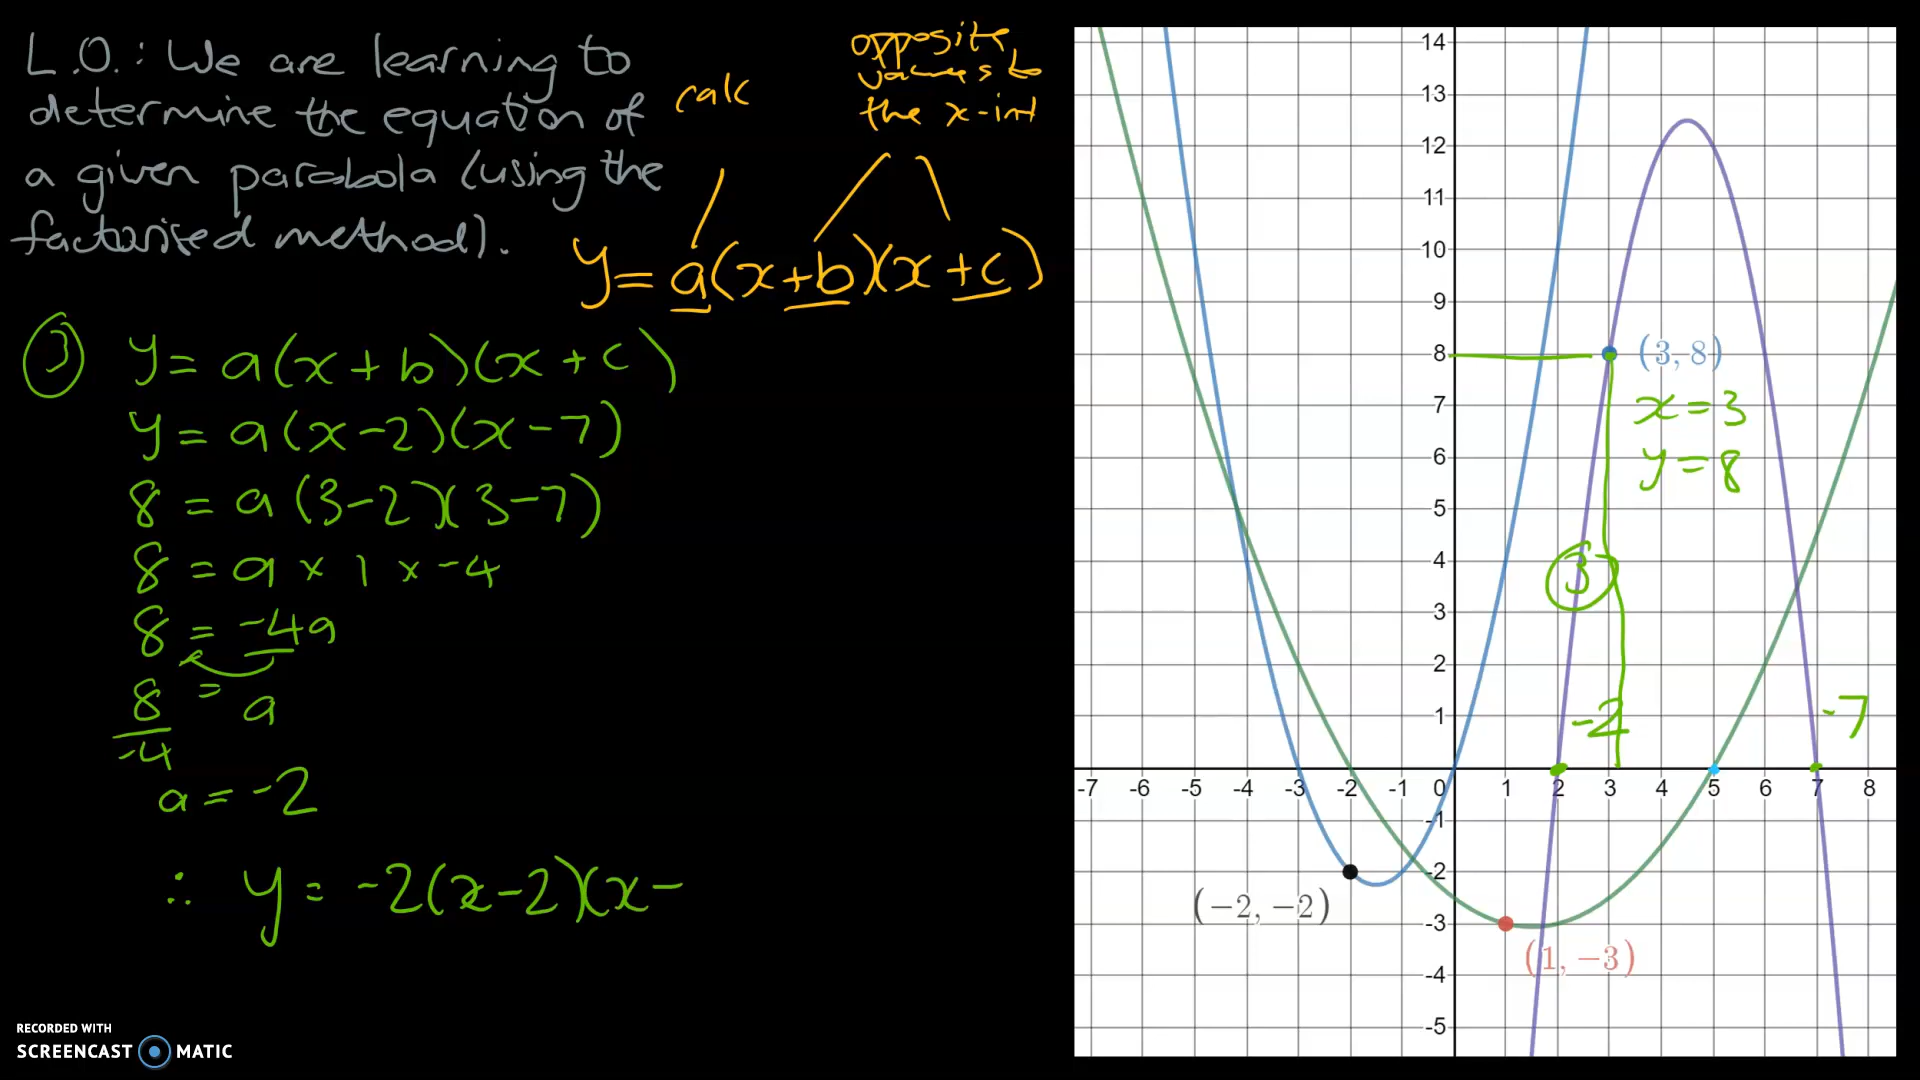 L.O.: We are learning to
determine the equation of
a given parabola (using the
factorised method).
calc
opposite
values to
the x-int
y = a(x+b)(x+c)
3
y = a(x+b)(x+c)
y = a(x-2)(x-7)
8 = a(3-2)(3-7)
8 = a × 1 × -4
8 = -4a
8/-4 = a
a = -2
∴ y = -2(x-2)(x-
14
13
12
11
10
9
8
7
6
5
4
3
2
1
-7 -6 -5 -4 -3 -2 -1 0 1 2 3 4 5 6 7 8
-1
-2
-3
-4
-5
(3, 8)
x = 3
y = 8
3
-2
-7
(−2, −2)
(1, −3)
RECORDED WITH
SCREENCAST MATIC